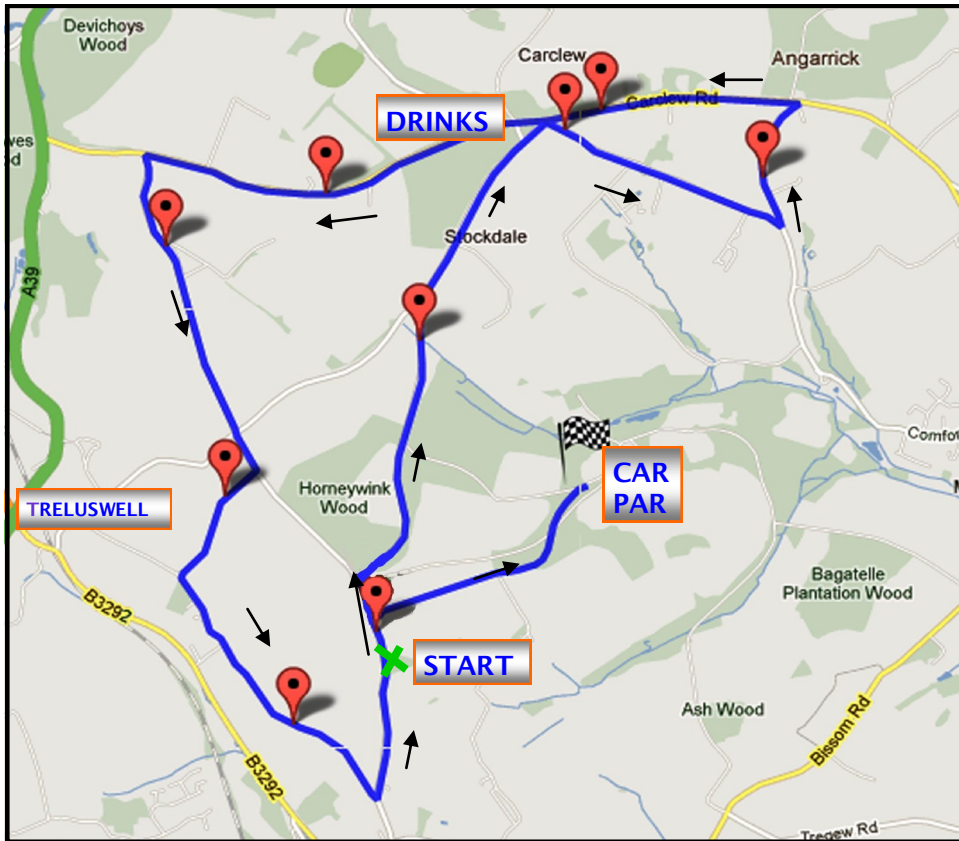 Devichoys
Wood
Carclew
Angarrick
DRINKS
Carclew Rd
wes
d
Stockdale
A39
Comfo
CAR
PAR
Horneywink
Wood
TRELUSWELL
M
B3292
Bagatelle
Plantation Wood
START
Ash Wood
Bissom Rd
B3292
Tregew Rd